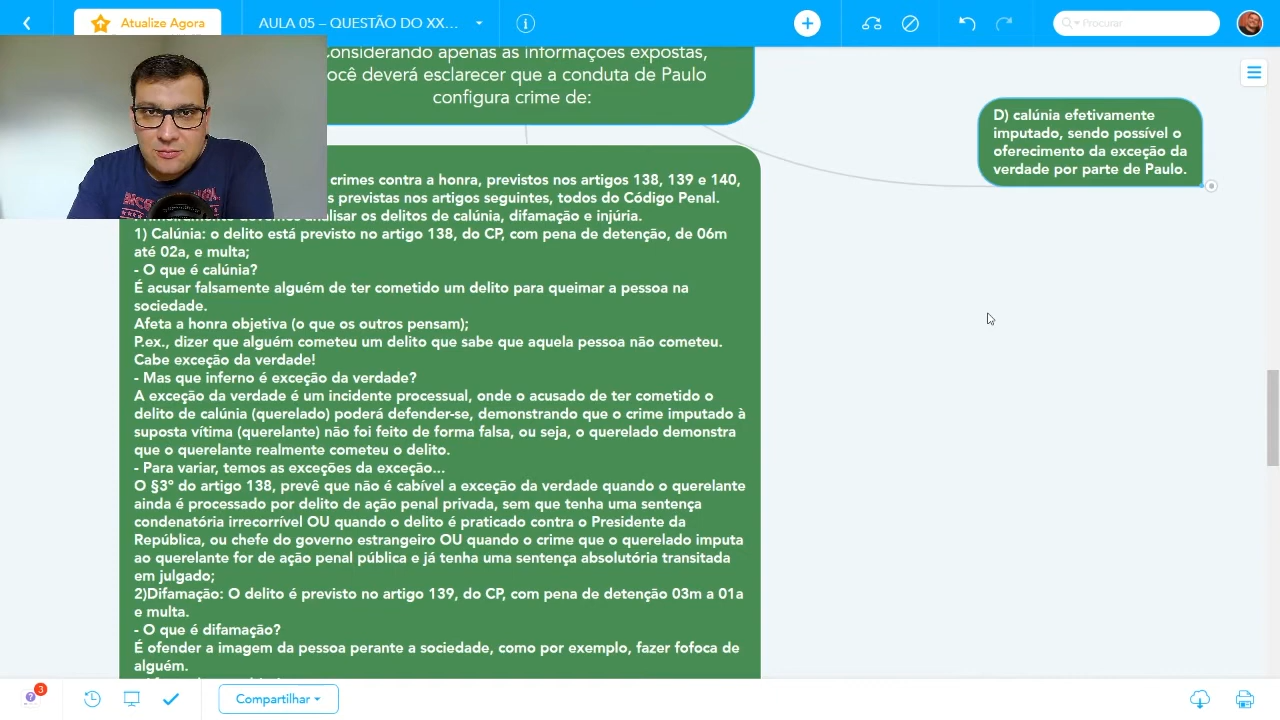 Atualize Agora
AULA 05 – QUESTÃO DO XX...
Procurar
onsiderando apenas as informações expostas,
ocê deverá esclarecer que a conduta de Paulo
configura crime de:
D) calúnia efetivamente
imputado, sendo possível o
oferecimento da exceção da
verdade por parte de Paulo.
crimes contra a honra, previstos nos artigos 138, 139 e 140,
s previstas nos artigos seguintes, todos do Código Penal.
analisar os delitos de calúnia, difamação e injúria.
1) Calúnia: o delito está previsto no artigo 138, do CP, com pena de detenção, de 06m
até 02a, e multa;
- O que é calúnia?
É acusar falsamente alguém de ter cometido um delito para queimar a pessoa na
sociedade.
Afeta a honra objetiva (o que os outros pensam);
P.ex., dizer que alguém cometeu um delito que sabe que aquela pessoa não cometeu.
Cabe exceção da verdade!
- Mas que inferno é exceção da verdade?
A exceção da verdade é um incidente processual, onde o acusado de ter cometido o
delito de calúnia (querelado) poderá defender-se, demonstrando que o crime imputado à
suposta vítima (querelante) não foi feito de forma falsa, ou seja, o querelado demonstra
que o querelante realmente cometeu o delito.
- Para variar, temos as exceções da exceção...
O §3º do artigo 138, prevê que não é cabível a exceção da verdade quando o querelante
ainda é processado por delito de ação penal privada, sem que tenha uma sentença
condenatória irrecorrível OU quando o delito é praticado contra o Presidente da
República, ou chefe do governo estrangeiro OU quando o crime que o querelado imputa
ao querelante for de ação penal pública e já tenha uma sentença absolutória transitada
em julgado;
2)Difamação: O delito é previsto no artigo 139, do CP, com pena de detenção 03m a 01a
e multa.
- O que é difamação?
É ofender a imagem da pessoa perante a sociedade, como por exemplo, fazer fofoca de
alguém.
3
Compartilhar